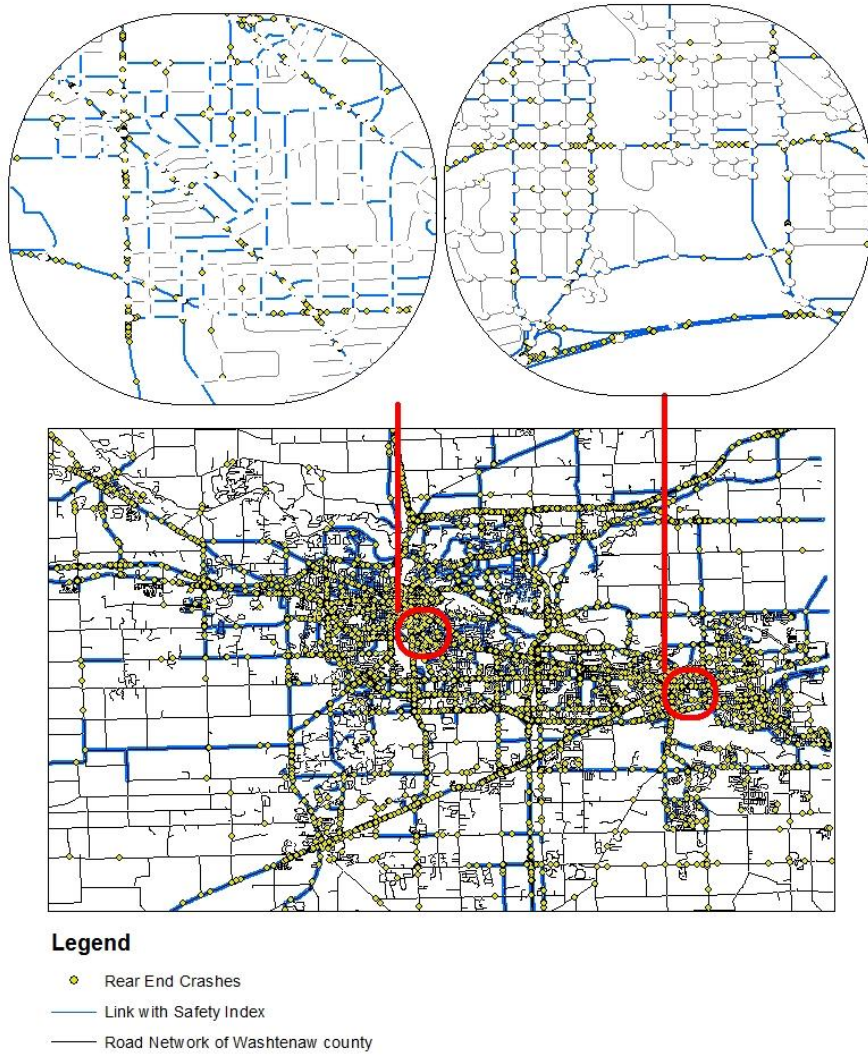 Legend
Rear End Crashes
Link with Safety Index
Road Network of Washtenaw county